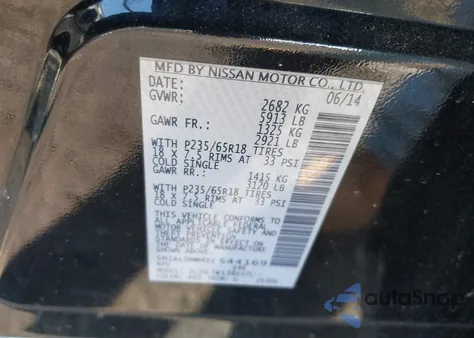 MFD BY NISSAN MOTOR CO., LTD.
DATE: 06/14
GVWR: 2682 KG
5913 LB
GAWR FR.: 1325 KG
2921 LB
WITH P235/65R18 TIRES
18 X 7.5 RIMS AT 33 PSI
COLD SINGLE
GAWR RR.: 1415 KG
3120 LB
WITH P235/65R18 TIRES
18 X 7.5 RIMS AT 33 PSI
COLD SINGLE
THIS VEHICLE CONFORMS TO
ALL APPLICABLE FEDERAL
MOTOR VEHICLE SAFETY AND
THEFT PREVENTION
STANDARDS IN EFFECT
ON THE DATE OF
MANUFACTURE
544169
autoSnap